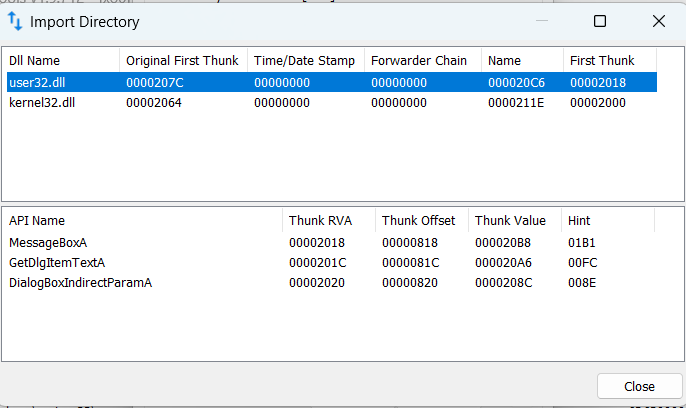 Import Directory
Dll Name Original First Thunk Time/Date Stamp Forwarder Chain Name First Thunk
user32.dll 0000207C 00000000 00000000 000020C6 00002018
kernel32.dll 00002064 00000000 00000000 0000211E 00002000
API Name Thunk RVA Thunk Offset Thunk Value Hint
MessageBoxA 00002018 00000818 000020B8 01B1
GetDlgItemTextA 0000201C 0000081C 000020A6 00FC
DialogBoxIndirectParamA 00002020 00000820 0000208C 008E
Close